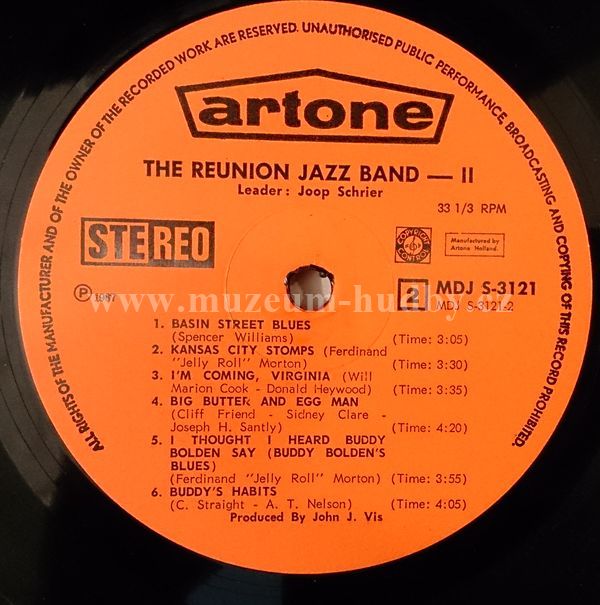 ALL RIGHTS OF THE MANUFACTURER AND OF THE OWNER OF THE RECORDED WORK ARE RESERVED. UNAUTHORISED PUBLIC PERFORMANCE, BROADCASTING AND COPYING OF THIS RECORD PROHIBITED.
artone
THE REUNION JAZZ BAND — II
Leader: Joop Schrier
33 1/3 RPM
STEREO
COPYRIGHT CONTROL
Manufactured by
Artone Holland.
2 MDJ S-3121
MDJ S-3121-2
Ⓟ 1967
1. BASIN STREET BLUES
(Spencer Williams) (Time: 3:05)
2. KANSAS CITY STOMPS (Ferdinand
"Jelly Roll" Morton) (Time: 3:30)
3. I'M COMING, VIRGINIA (Will
Marion Cook - Donald Heywood) (Time: 3:35)
4. BIG BUTTER AND EGG MAN
(Cliff Friend - Sidney Clare -
Joseph H. Santly) (Time: 4:20)
5. I THOUGHT I HEARD BUDDY
BOLDEN SAY (BUDDY BOLDEN'S
BLUES)
(Ferdinand "Jelly Roll" Morton) (Time: 3:55)
6. BUDDY'S HABITS
(C. Straight - A. T. Nelson) (Time: 4:05)
Produced By John J. Vis